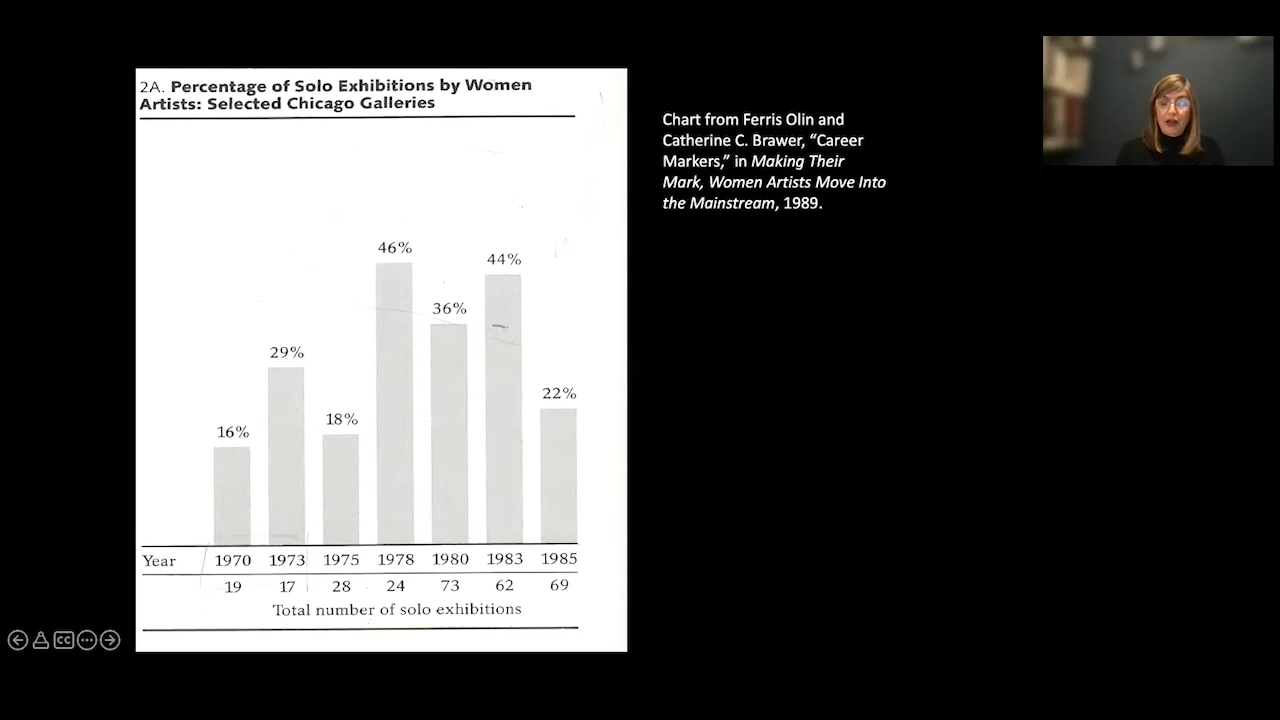 2A. Percentage of Solo Exhibitions by Women
Artists: Selected Chicago Galleries
46%
44%
36%
29%
22%
18%
16%
Year 1970 1973 1975 1978 1980 1983 1985
19 17 28 24 73 62 69
Total number of solo exhibitions
Chart from Ferris Olin and
Catherine C. Brawer, “Career
Markers,” in Making Their
Mark, Women Artists Move Into
the Mainstream, 1989.
CC